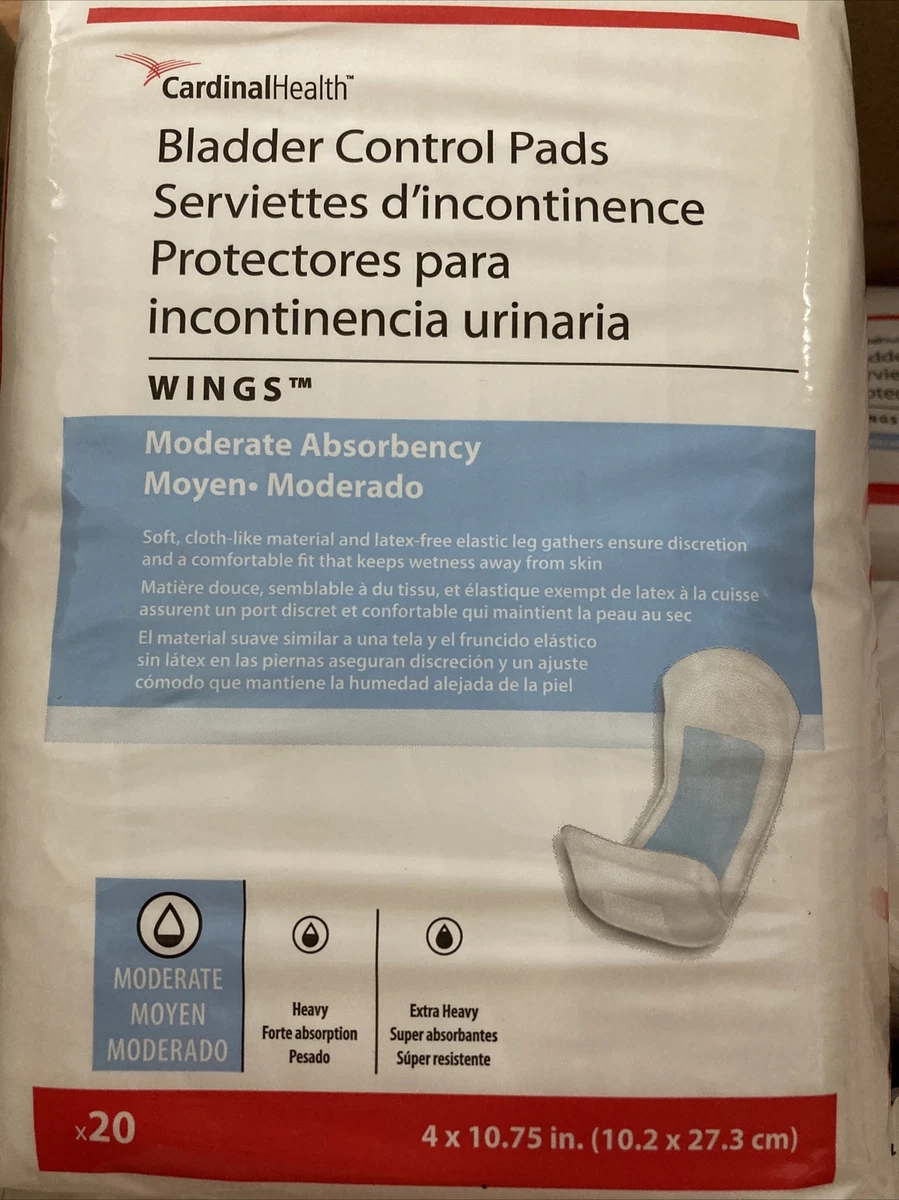 CardinalHealth™
Bladder Control Pads
Serviettes d'incontinence
Protectores para
incontinencia urinaria
WINGS™
Moderate Absorbency
Moyen• Moderado
Soft, cloth-like material and latex-free elastic leg gathers ensure discretion
and a comfortable fit that keeps wetness away from skin
Matière douce, semblable à du tissu, et élastique exempt de latex à la cuisse
assurent un port discret et confortable qui maintient la peau au sec
El material suave similar a una tela y el fruncido elástico
sin látex en las piernas aseguran discreción y un ajuste
cómodo que mantiene la humedad alejada de la piel
MODERATE
MOYEN
MODERADO
Heavy
Forte absorption
Pesado
Extra Heavy
Super absorbantes
Súper resistente
x20
4 x 10.75 in. (10.2 x 27.3 cm)